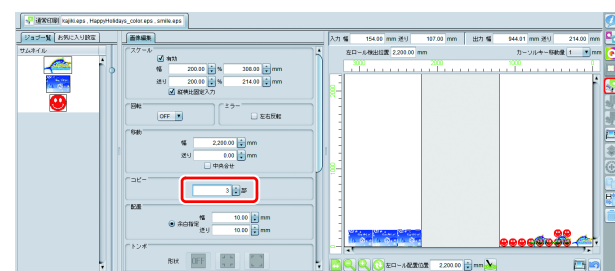 通常印刷 kajiki.eps , HappyHolidays_color.eps , smile.eps
ジョブ一覧 お気に入り設定
サムネイル
画像編集
スケール
有効
幅 200.00 % 308.00 mm
送り 200.00 % 214.00 mm
縦横比固定入力
回転
OFF
ミラー
左右反転
移動
幅 2,200.00 mm
送り 0.00 mm
中央合せ
コピー
3 部
配置
余白指定
幅 10.00 mm
送り 10.00 mm
トンボ
形状 OFF
入力 幅 154.00 mm 送り 107.00 mm 出力 幅 944.01 mm 送り 214.00 mm
左ロール検出位置 2,200.00 mm カーソルキー移動量 1 mm
3000 2000 1000 0
左ロール配置位置 2,200.00 mm